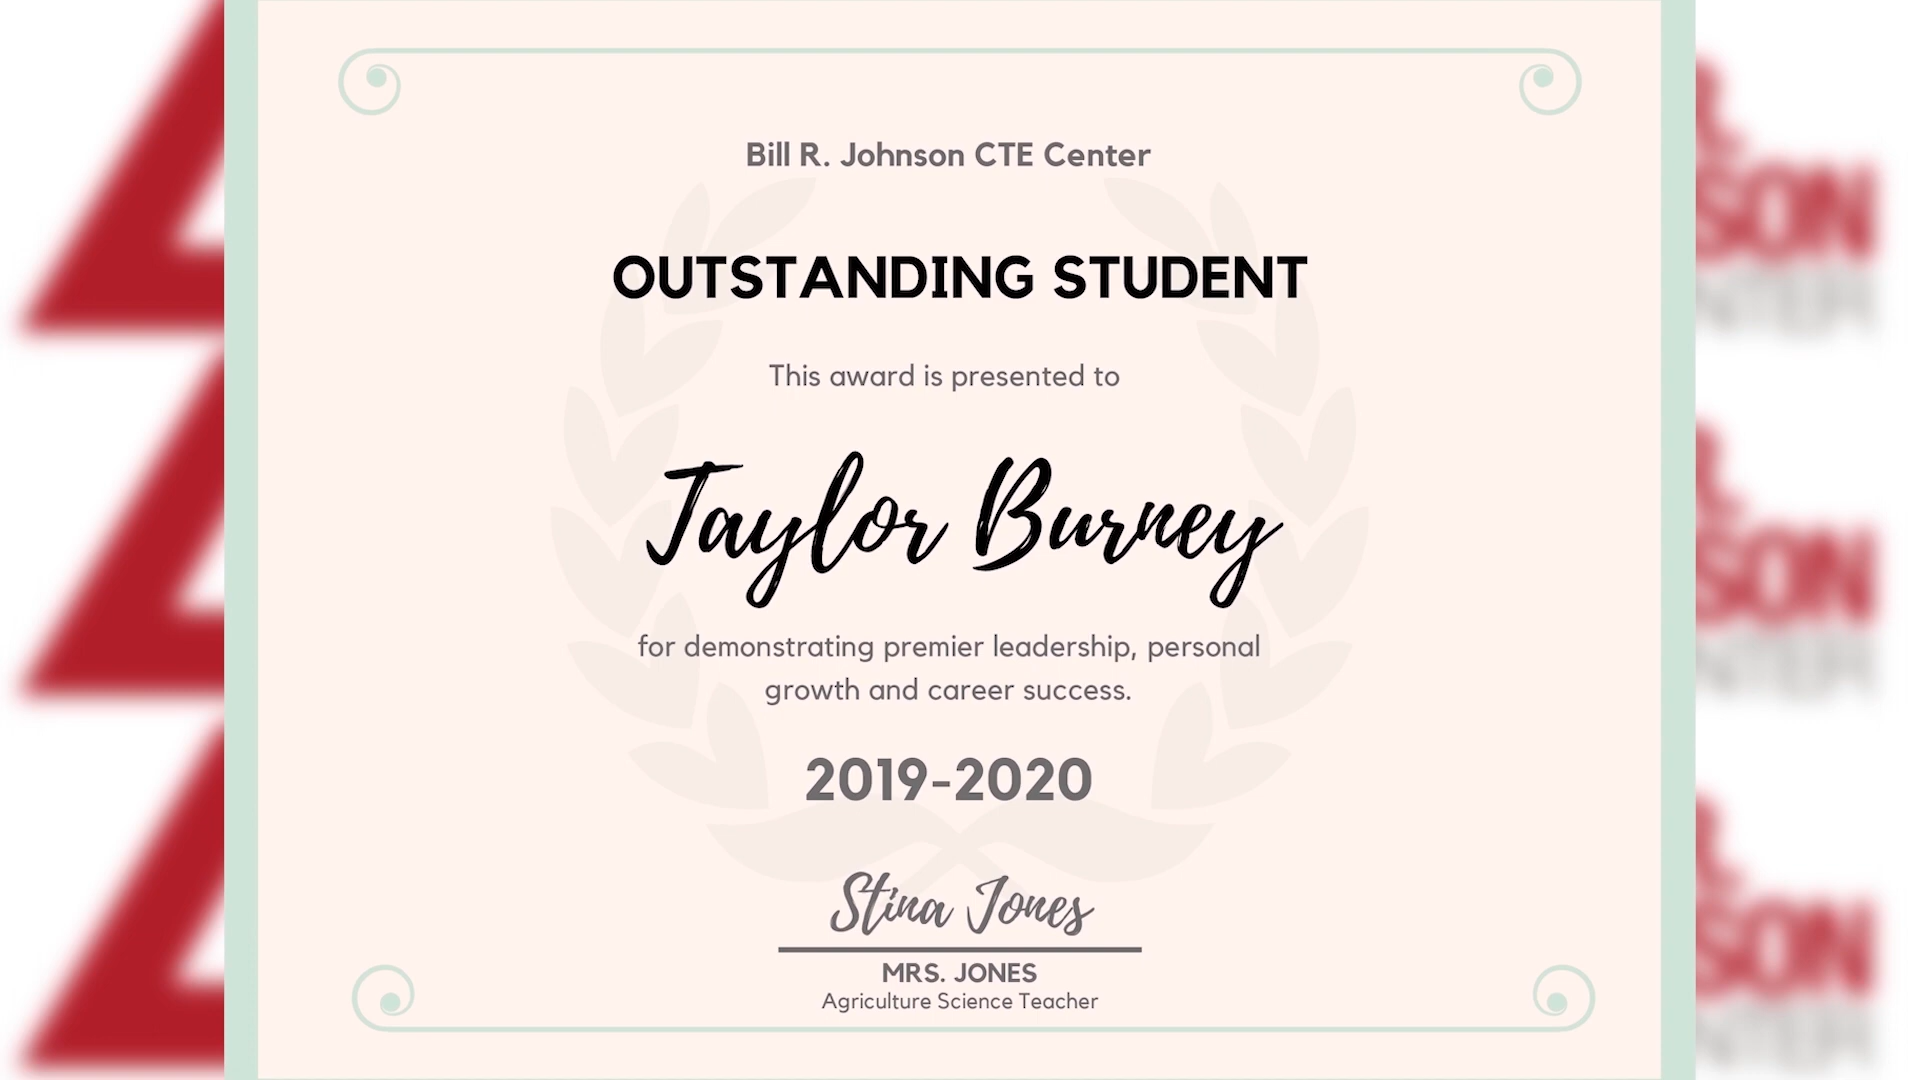 Bill R. Johnson CTE Center
OUTSTANDING STUDENT
This award is presented to
Taylor Burney
for demonstrating premier leadership, personal
growth and career success.
2019-2020
Stina Jones
MRS. JONES
Agriculture Science Teacher